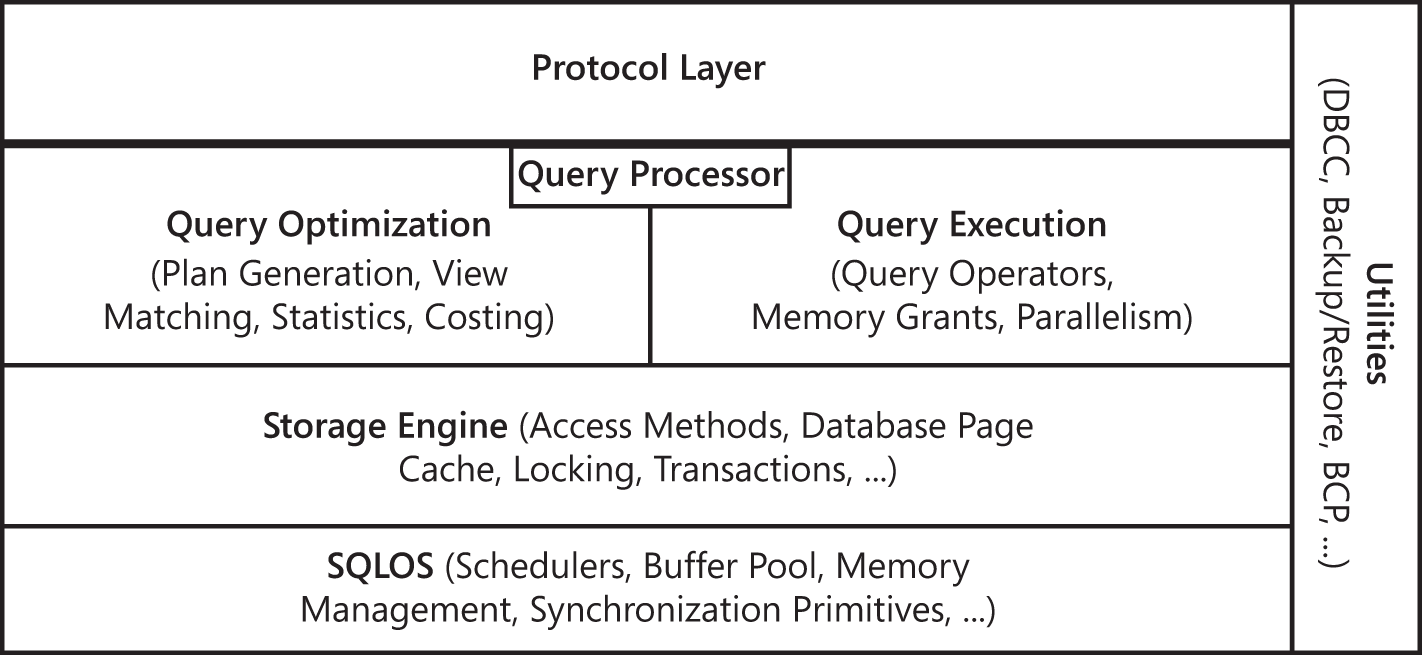 Protocol Layer
Query Processor
Query Optimization
(Plan Generation, View
Matching, Statistics, Costing)
Query Execution
(Query Operators,
Memory Grants, Parallelism)
Storage Engine (Access Methods, Database Page
Cache, Locking, Transactions, ...)
SQLOS (Schedulers, Buffer Pool, Memory
Management, Synchronization Primitives, ...)
Utilities
(DBCC, Backup/Restore, BCP, ...)